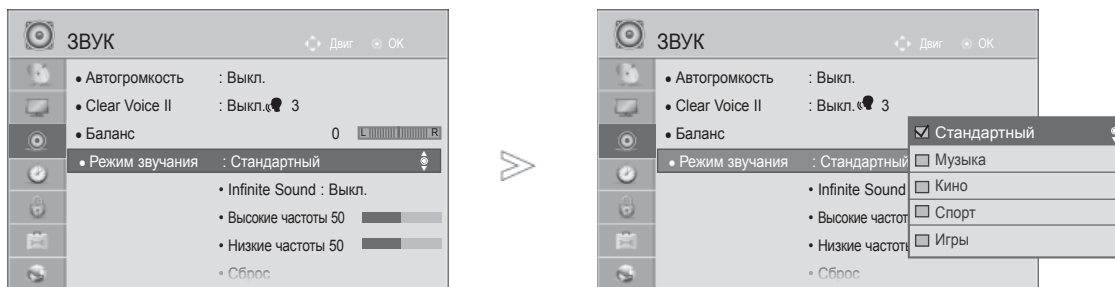 ЗВУК
Двиг ОК
• Автогромкость : Выкл.
• Clear Voice II : Выкл. 3
• Баланс 0 L R
• Режим звучания : Стандартный
• Infinite Sound : Выкл.
• Высокие частоты 50
• Низкие частоты 50
• Сброс
ЗВУК
Двиг ОК
• Автогромкость : Выкл.
• Clear Voice II : Выкл. 3
• Баланс
• Режим звучания : Стандартный
• Infinite Sound
• Высокие частот
• Низкие частоты
• Сброс
Стандартный
Музыка
Кино
Спорт
Игры